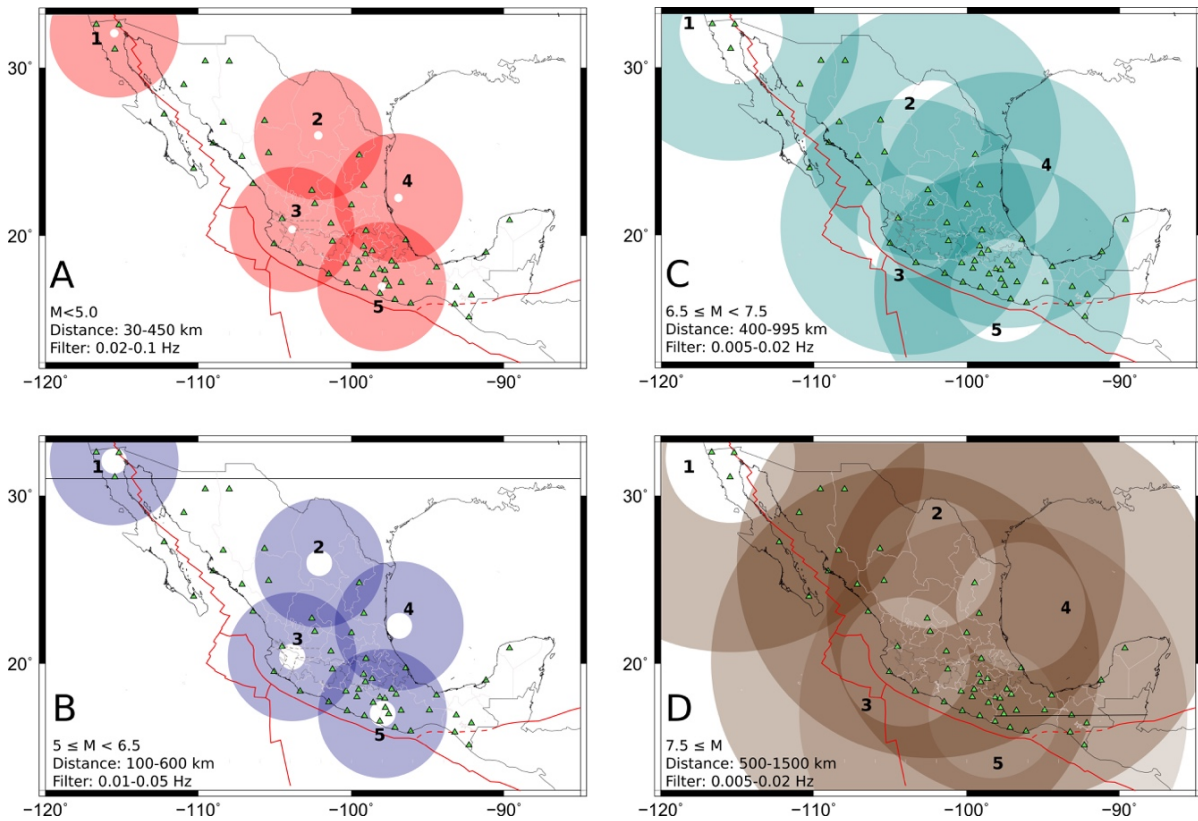 1
2
3
4
5
A
M<5.0
Distance: 30-450 km
Filter: 0.02-0.1 Hz
30°
20°
−120° −110° −100° −90°
1
2
3
4
5
C
6.5 ≤ M < 7.5
Distance: 400-995 km
Filter: 0.005-0.02 Hz
30°
20°
−120° −110° −100° −90°
1
2
3
4
5
B
5 ≤ M < 6.5
Distance: 100-600 km
Filter: 0.01-0.05 Hz
30°
20°
−120° −110° −100° −90°
1
2
3
4
5
D
7.5 ≤ M
Distance: 500-1500 km
Filter: 0.005-0.02 Hz
30°
20°
−120° −110° −100° −90°